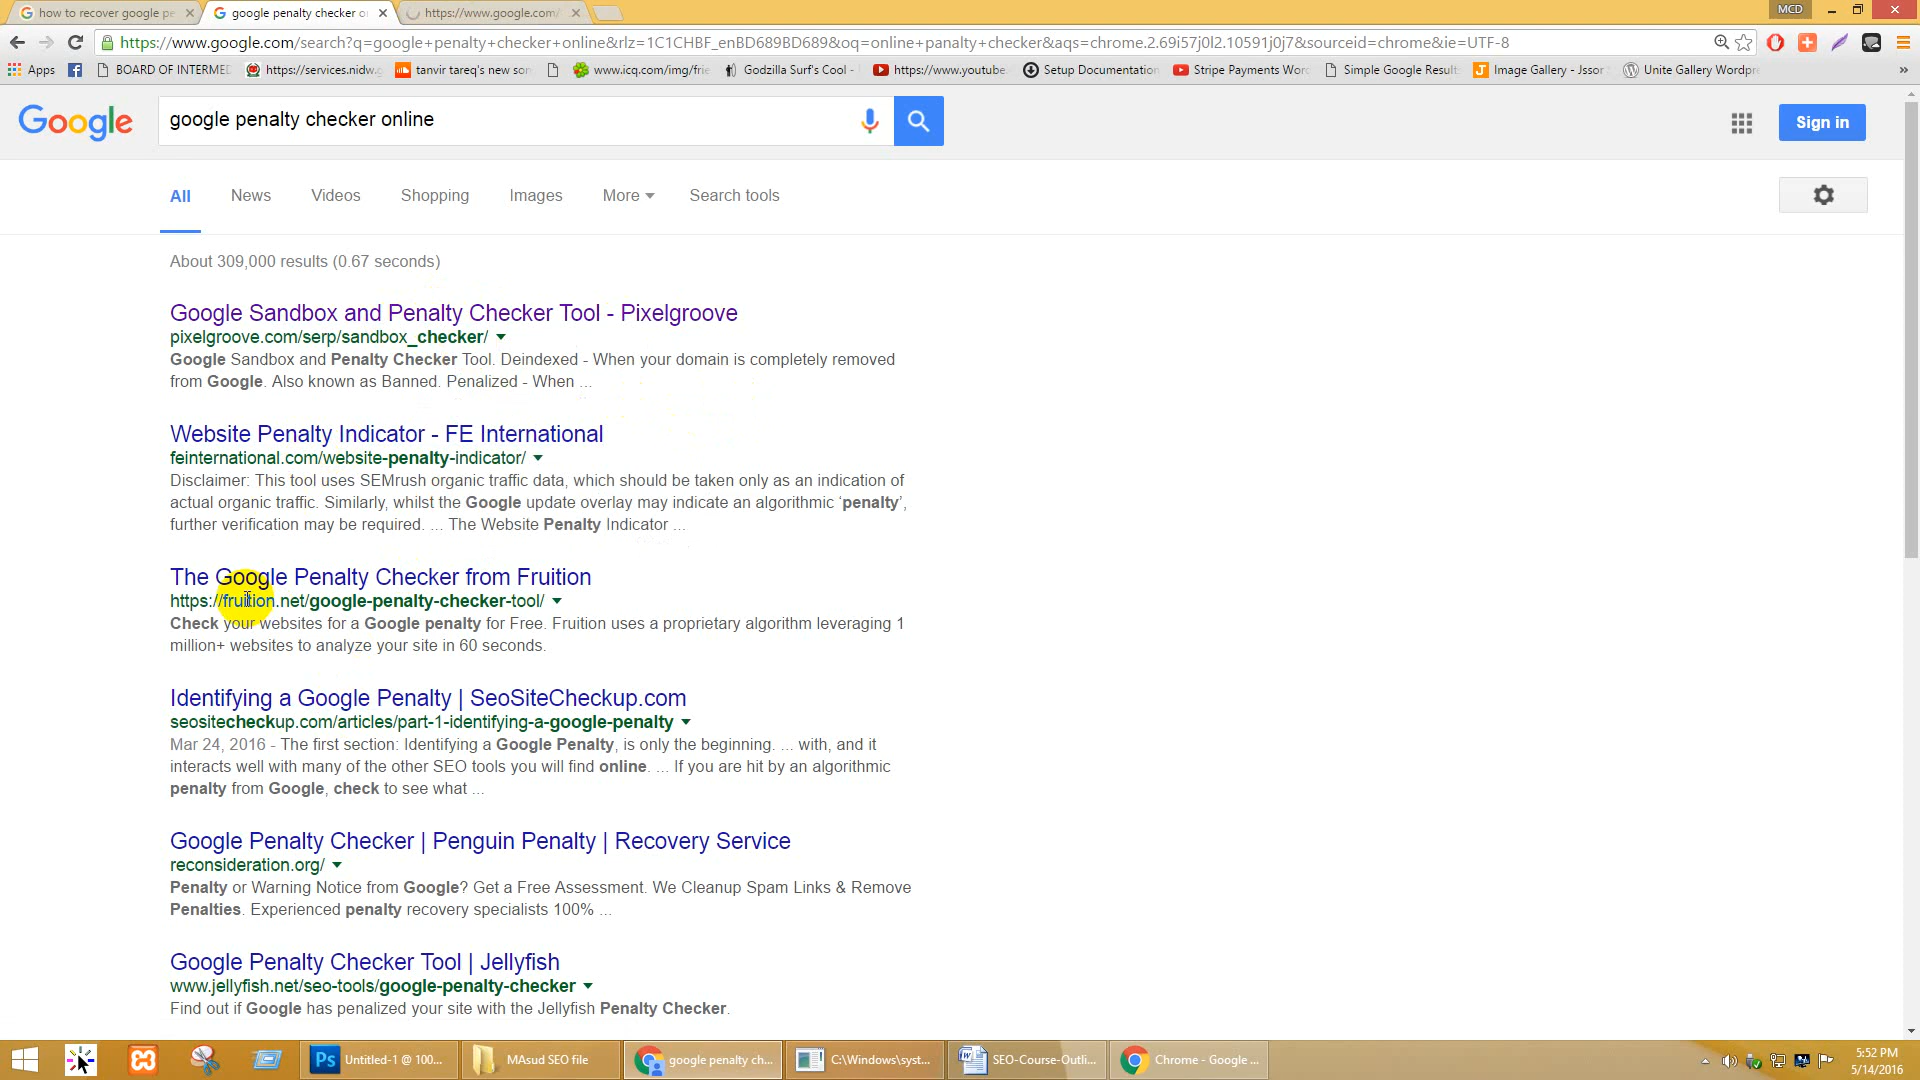 how to recover google pe
google penalty checker o
https://www.google.com/
MCD
https://www.google.com/search?q=google+penalty+checker+online&rlz=1C1CHBF_enBD689BD689&oq=online+panalty+checker&aqs=chrome.2.69i57j0l2.10591j0j7&sourceid=chrome&ie=UTF-8
Apps
BOARD OF INTERMED
https://services.nidw.g
tanvir tareq's new son
www.icq.com/img/frie
Godzilla Surf's Cool -
https://www.youtube.
Setup Documentation
Stripe Payments Word
Simple Google Result
Image Gallery - Jssor
Unite Gallery Wordpre
»
Google
google penalty checker online
Sign in
All
News
Videos
Shopping
Images
More
Search tools
About 309,000 results (0.67 seconds)
Google Sandbox and Penalty Checker Tool - Pixelgroove
pixelgroove.com/serp/sandbox_checker/
Google Sandbox and Penalty Checker Tool. Deindexed - When your domain is completely removed
from Google. Also known as Banned. Penalized - When ...
Website Penalty Indicator - FE International
feinternational.com/website-penalty-indicator/
Disclaimer: This tool uses SEMrush organic traffic data, which should be taken only as an indication of
actual organic traffic. Similarly, whilst the Google update overlay may indicate an algorithmic ‘penalty’,
further verification may be required. ... The Website Penalty Indicator ...
The Google Penalty Checker from Fruition
https://fruition.net/google-penalty-checker-tool/
Check your websites for a Google penalty for Free. Fruition uses a proprietary algorithm leveraging 1
million+ websites to analyze your site in 60 seconds.
Identifying a Google Penalty | SeoSiteCheckup.com
seositecheckup.com/articles/part-1-identifying-a-google-penalty
Mar 24, 2016 - The first section: Identifying a Google Penalty, is only the beginning. ... with, and it
interacts well with many of the other SEO tools you will find online. ... If you are hit by an algorithmic
penalty from Google, check to see what ...
Google Penalty Checker | Penguin Penalty | Recovery Service
reconsideration.org/
Penalty or Warning Notice from Google? Get a Free Assessment. We Cleanup Spam Links & Remove
Penalties. Experienced penalty recovery specialists 100% ...
Google Penalty Checker Tool | Jellyfish
www.jellyfish.net/seo-tools/google-penalty-checker
Find out if Google has penalized your site with the Jellyfish Penalty Checker.
Ps
Untitled-1 @ 100...
MAsud SEO file
google penalty ch...
C:\Windows\syst...
SEO-Course-Outli...
Chrome - Google ...
5:52 PM
5/14/2016